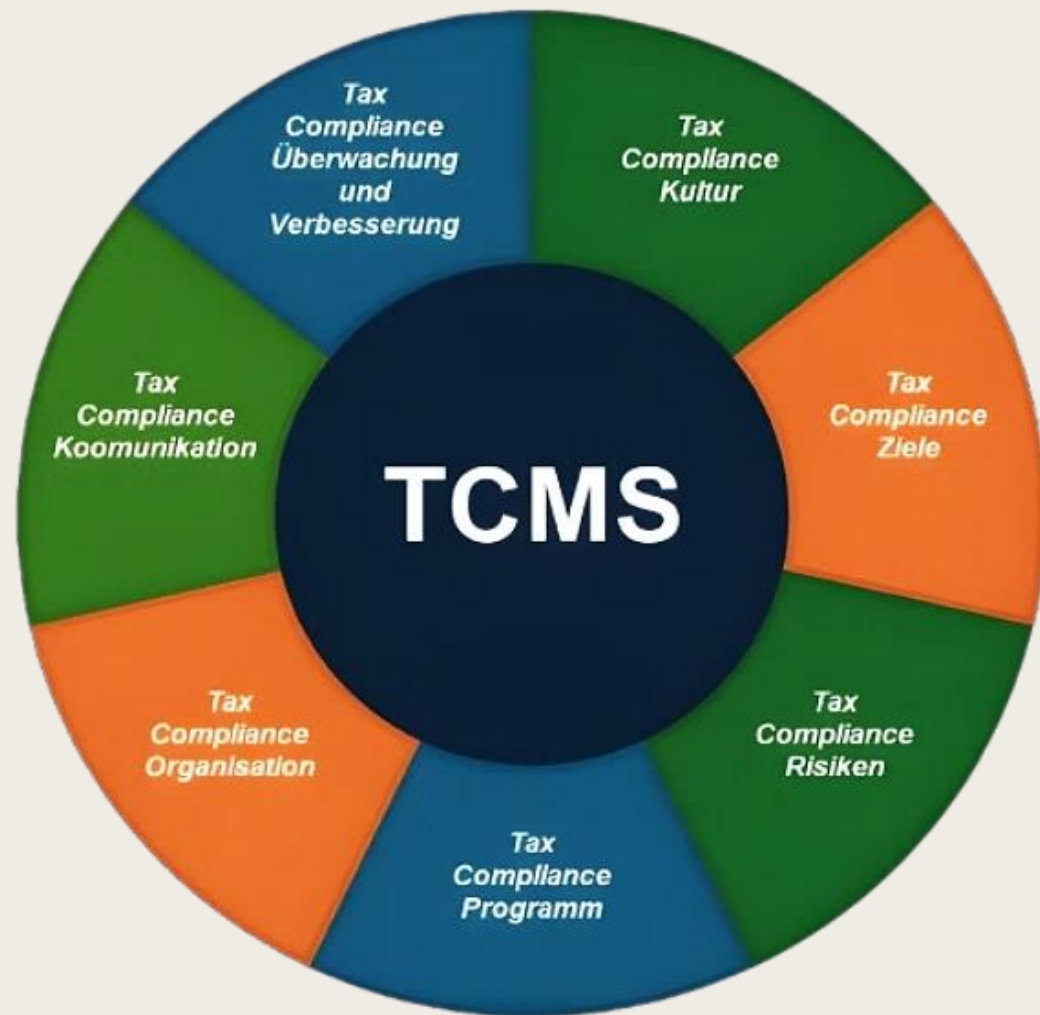 Tax
Compliance
Überwachung
und
Verbesserung
Tax
Compliance
Kultur
Tax
Compliance
Koomunikation
Tax
Compliance
Ziele
TCMS
Tax
Compliance
Organisation
Tax
Compliance
Risiken
Tax
Compliance
Programm